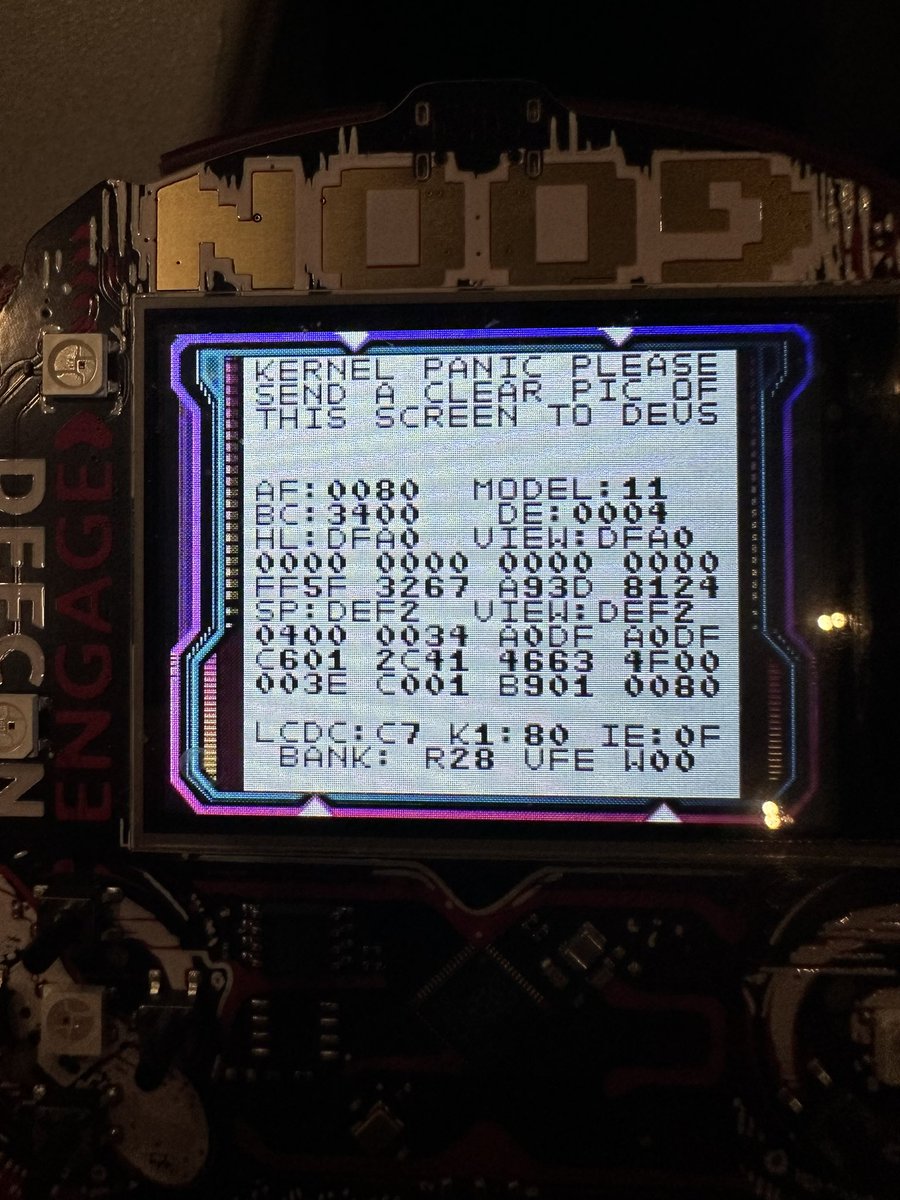 NOOP
KERNEL PANIC PLEASE
SEND A CLEAR PIC OF
THIS SCREEN TO DEVS
AF:0080 MODEL:11
BC:3400 DE:0004
HL:DFA0 VIEW:DFA0
0000 0000 0000 0000
FF5F 3267 A93D 8124
SP:DEF2 VIEW:DEF2
0400 0034 A0DF A0DF
C601 2C41 4663 4F00
003E C001 B901 0080
LCDC:C7 K1:80 IE:0F
BANK: R28 VFE W00
DEFCON
ENGAGE